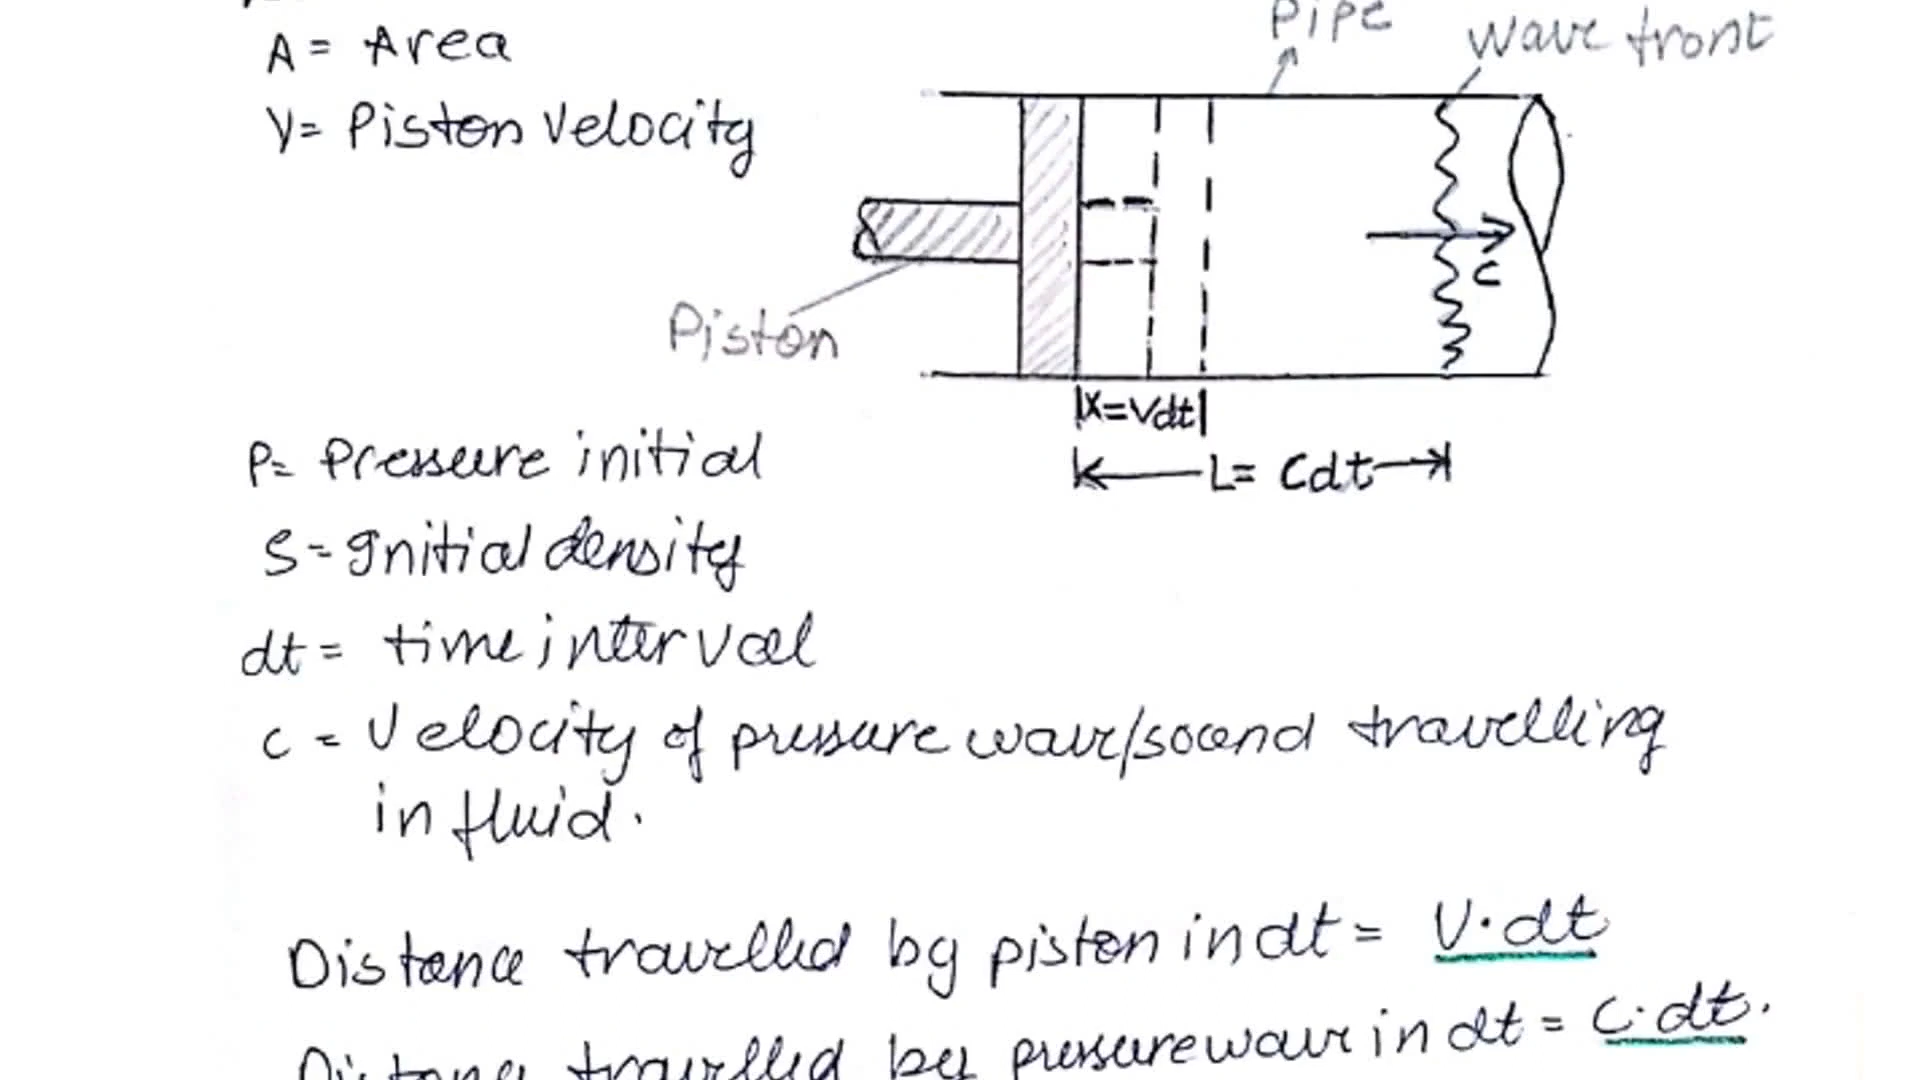 A = Area
V= Piston Velocity
Pipe
wave front
C
Piston
x=Vdt
L= Cdt
P= Pressure initial
S= Initial density
dt = time interval
c = Velocity of pressure wave/sound travelling
in fluid.
Distance travelled by piston in dt = V·dt
Distance travelled by pressure wave in dt = C·dt.